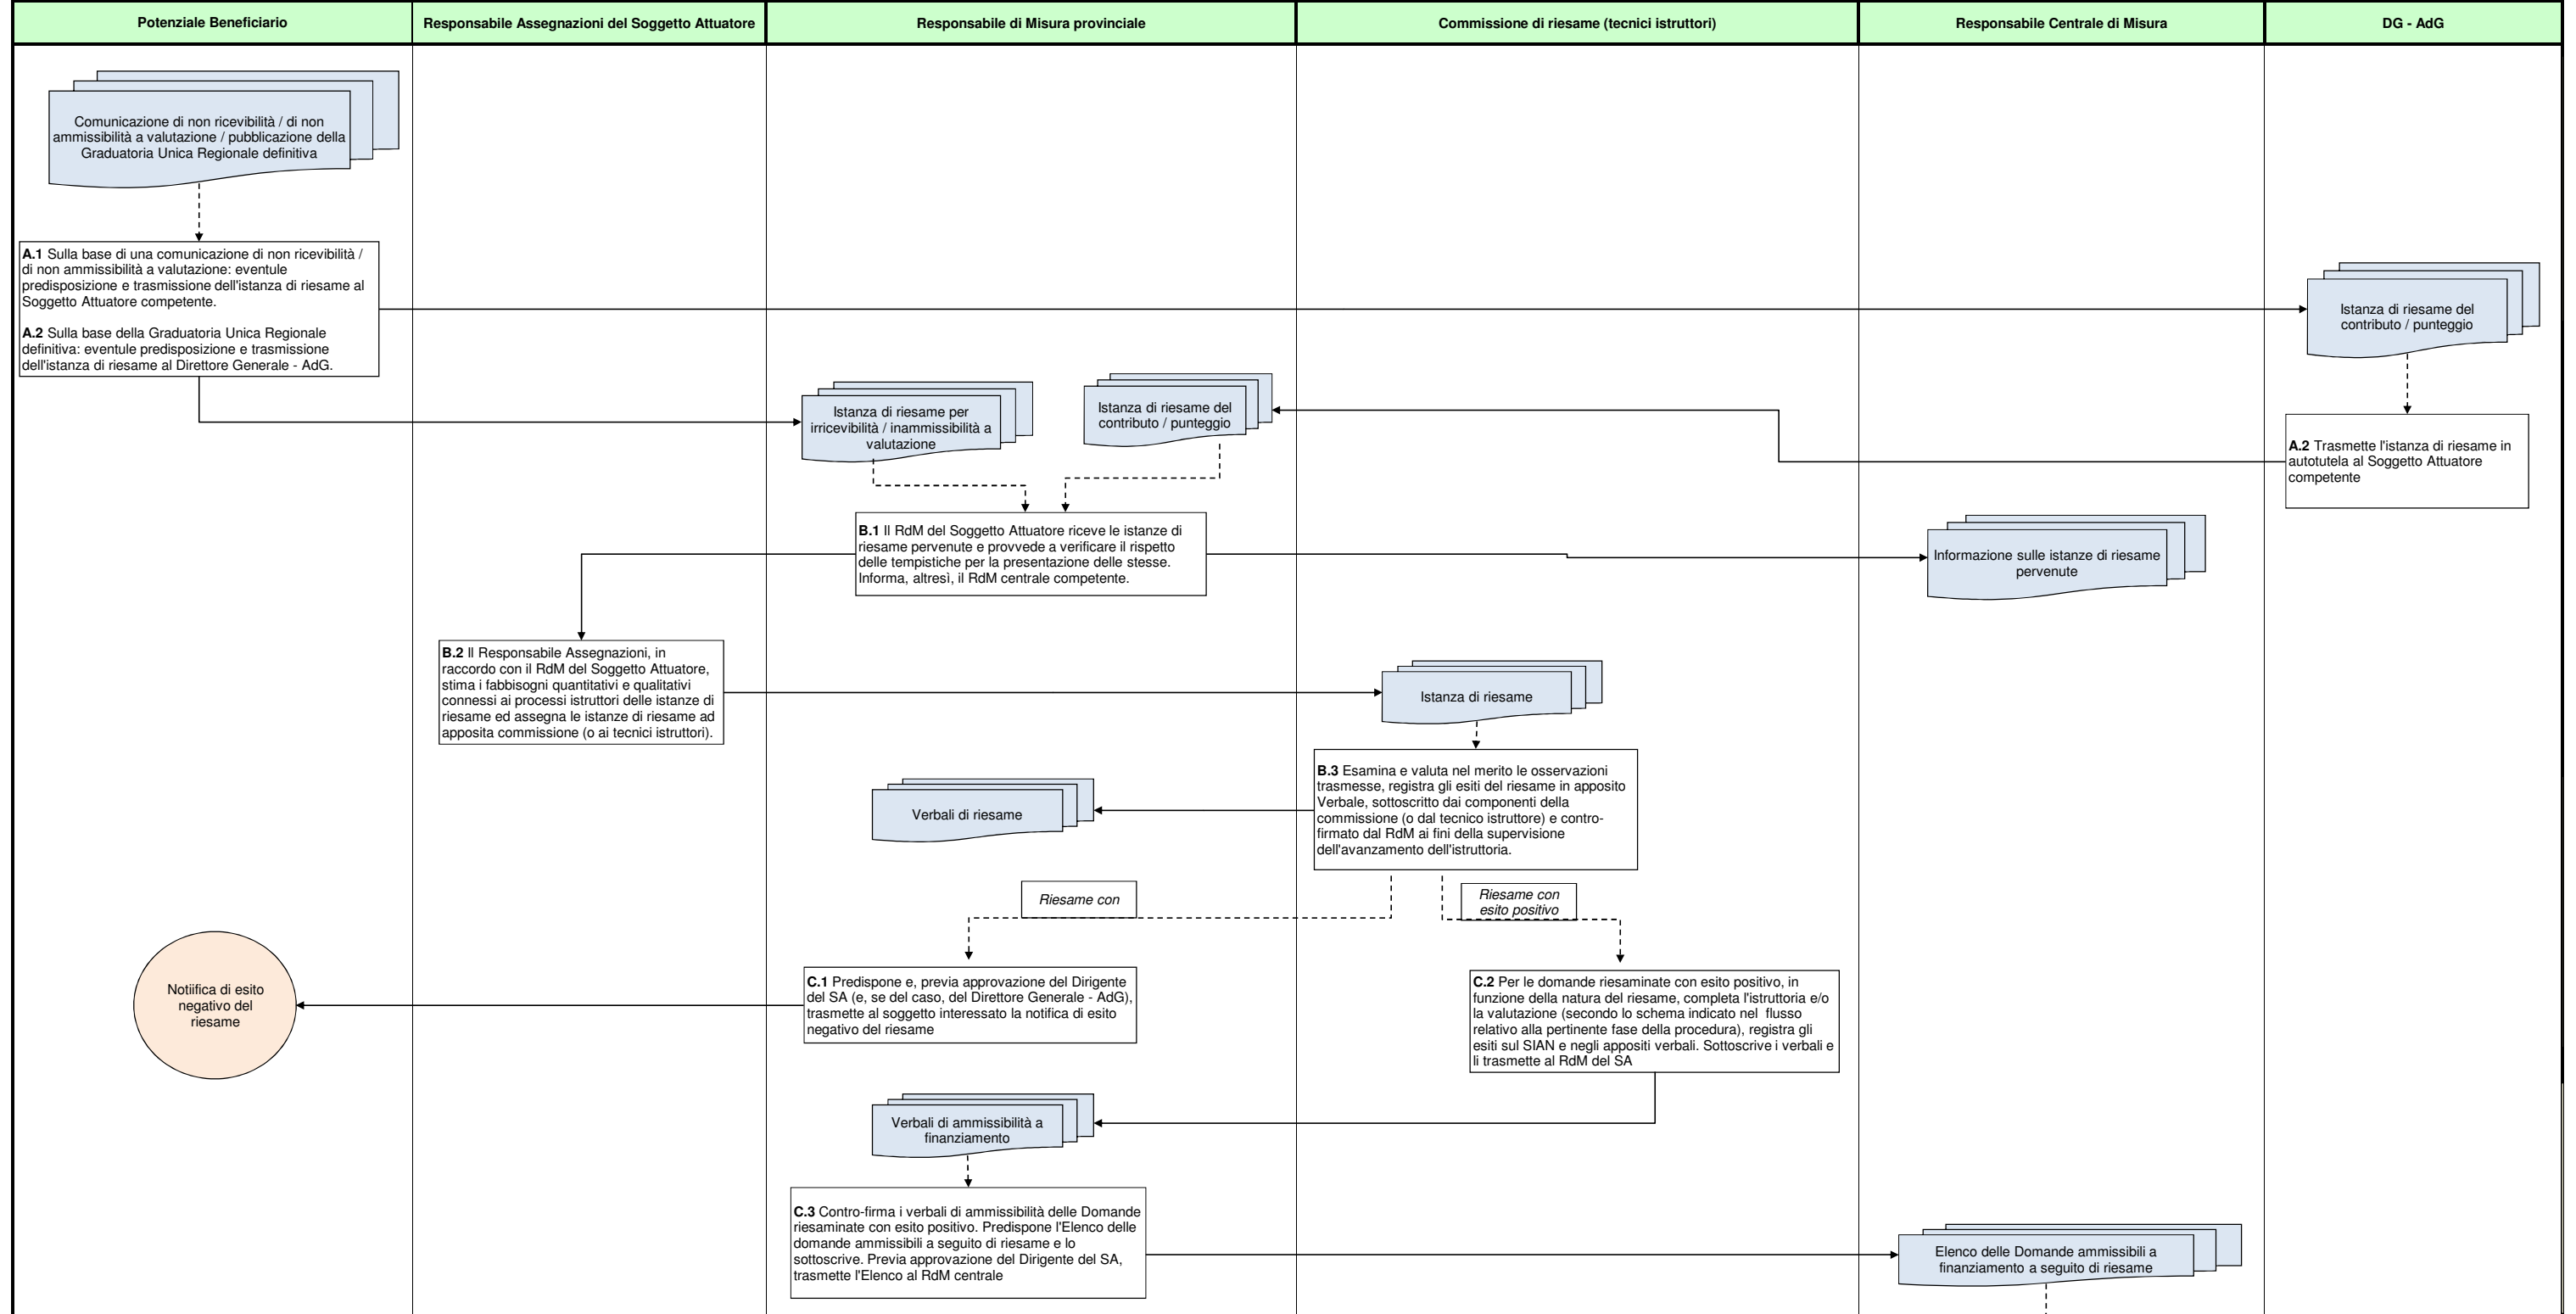 Potenziale Beneficiario
Responsabile Assegnazioni del Soggetto Attuatore
Responsabile di Misura provinciale
Commissione di riesame (tecnici istruttori)
Responsabile Centrale di Misura
DG - AdG
Comunicazione di non ricevibilità / di non
ammissibilità a valutazione / pubblicazione della
Graduatoria Unica Regionale definitiva
A.1 Sulla base di una comunicazione di non ricevibilità /
di non ammissibilità a valutazione: eventule
predisposizione e trasmissione dell'istanza di riesame al
Soggetto Attuatore competente.
A.2 Sulla base della Graduatoria Unica Regionale
definitiva: eventule predisposizione e trasmissione
dell'istanza di riesame al Direttore Generale - AdG.
Istanza di riesame del
contributo / punteggio
Istanza di riesame per
irricevibilità / inammissibilità a
valutazione
Istanza di riesame del
contributo / punteggio
A.2 Trasmette l'istanza di riesame in
autotutela al Soggetto Attuatore
competente
B.1 Il RdM del Soggetto Attuatore riceve le istanze di
riesame pervenute e provvede a verificare il rispetto
delle tempistiche per la presentazione delle stesse.
Informa, altresì, il RdM centrale competente.
Informazione sulle istanze di riesame
pervenute
B.2 Il Responsabile Assegnazioni, in
raccordo con il RdM del Soggetto Attuatore,
stima i fabbisogni quantitativi e qualitativi
connessi ai processi istruttori delle istanze di
riesame ed assegna le istanze di riesame ad
apposita commissione (o ai tecnici istruttori).
Istanza di riesame
B.3 Esamina e valuta nel merito le osservazioni
trasmesse, registra gli esiti del riesame in apposito
Verbale, sottoscritto dai componenti della
commissione (o dal tecnico istruttore) e contro-
firmato dal RdM ai fini della supervisione
dell'avanzamento dell'istruttoria.
Verbali di riesame
Riesame con
Riesame con
esito positivo
Notiifica di esito
negativo del
riesame
C.1 Predispone e, previa approvazione del Dirigente
del SA (e, se del caso, del Direttore Generale - AdG),
trasmette al soggetto interessato la notifica di esito
negativo del riesame
C.2 Per le domande riesaminate con esito positivo, in
funzione della natura del riesame, completa l'istruttoria e/o
la valutazione (secondo lo schema indicato nel  flusso
relativo alla pertinente fase della procedura), registra gli
esiti sul SIAN e negli appositi verbali. Sottoscrive i verbali e
li trasmette al RdM del SA
Verbali di ammissibilità a
finanziamento
C.3 Contro-firma i verbali di ammissibilità delle Domande
riesaminate con esito positivo. Predispone l'Elenco delle
domande ammissibili a seguito di riesame e lo
sottoscrive. Previa approvazione del Dirigente del SA,
trasmette l'Elenco al RdM centrale
Elenco delle Domande ammissibili a
finanziamento a seguito di riesame